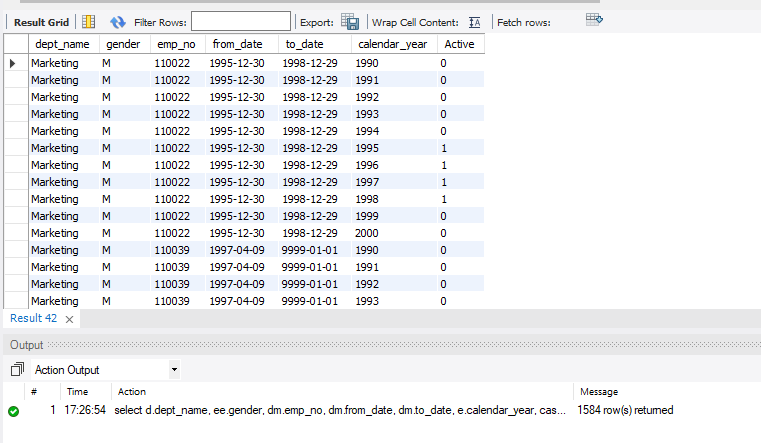 Result Grid Filter Rows: Export: Wrap Cell Content: Fetch rows:
dept_name gender emp_no from_date to_date calendar_year Active
Marketing M 110022 1995-12-30 1998-12-29 1990 0
Marketing M 110022 1995-12-30 1998-12-29 1991 0
Marketing M 110022 1995-12-30 1998-12-29 1992 0
Marketing M 110022 1995-12-30 1998-12-29 1993 0
Marketing M 110022 1995-12-30 1998-12-29 1994 0
Marketing M 110022 1995-12-30 1998-12-29 1995 1
Marketing M 110022 1995-12-30 1998-12-29 1996 1
Marketing M 110022 1995-12-30 1998-12-29 1997 1
Marketing M 110022 1995-12-30 1998-12-29 1998 1
Marketing M 110022 1995-12-30 1998-12-29 1999 0
Marketing M 110022 1995-12-30 1998-12-29 2000 0
Marketing M 110039 1997-04-09 9999-01-01 1990 0
Marketing M 110039 1997-04-09 9999-01-01 1991 0
Marketing M 110039 1997-04-09 9999-01-01 1992 0
Marketing M 110039 1997-04-09 9999-01-01 1993 0
Result 42
Output
Action Output
# Time Action Message
1 17:26:54 select d.dept_name, ee.gender, dm.emp_no, dm.from_date, dm.to_date, e.calendar_year, cas... 1584 row(s) returned